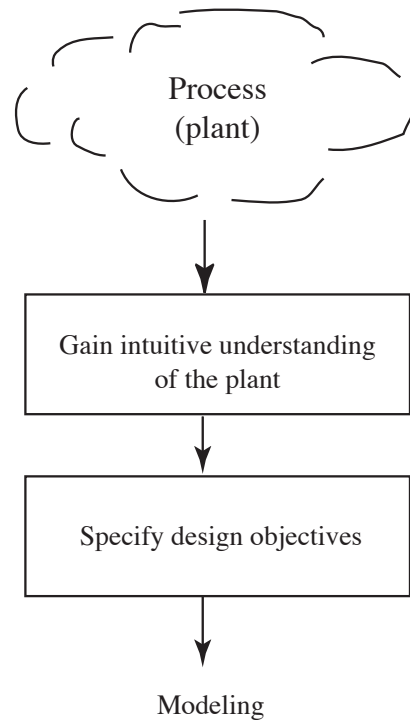 Process
(plant)
Gain intuitive understanding
of the plant
Specify design objectives
Modeling